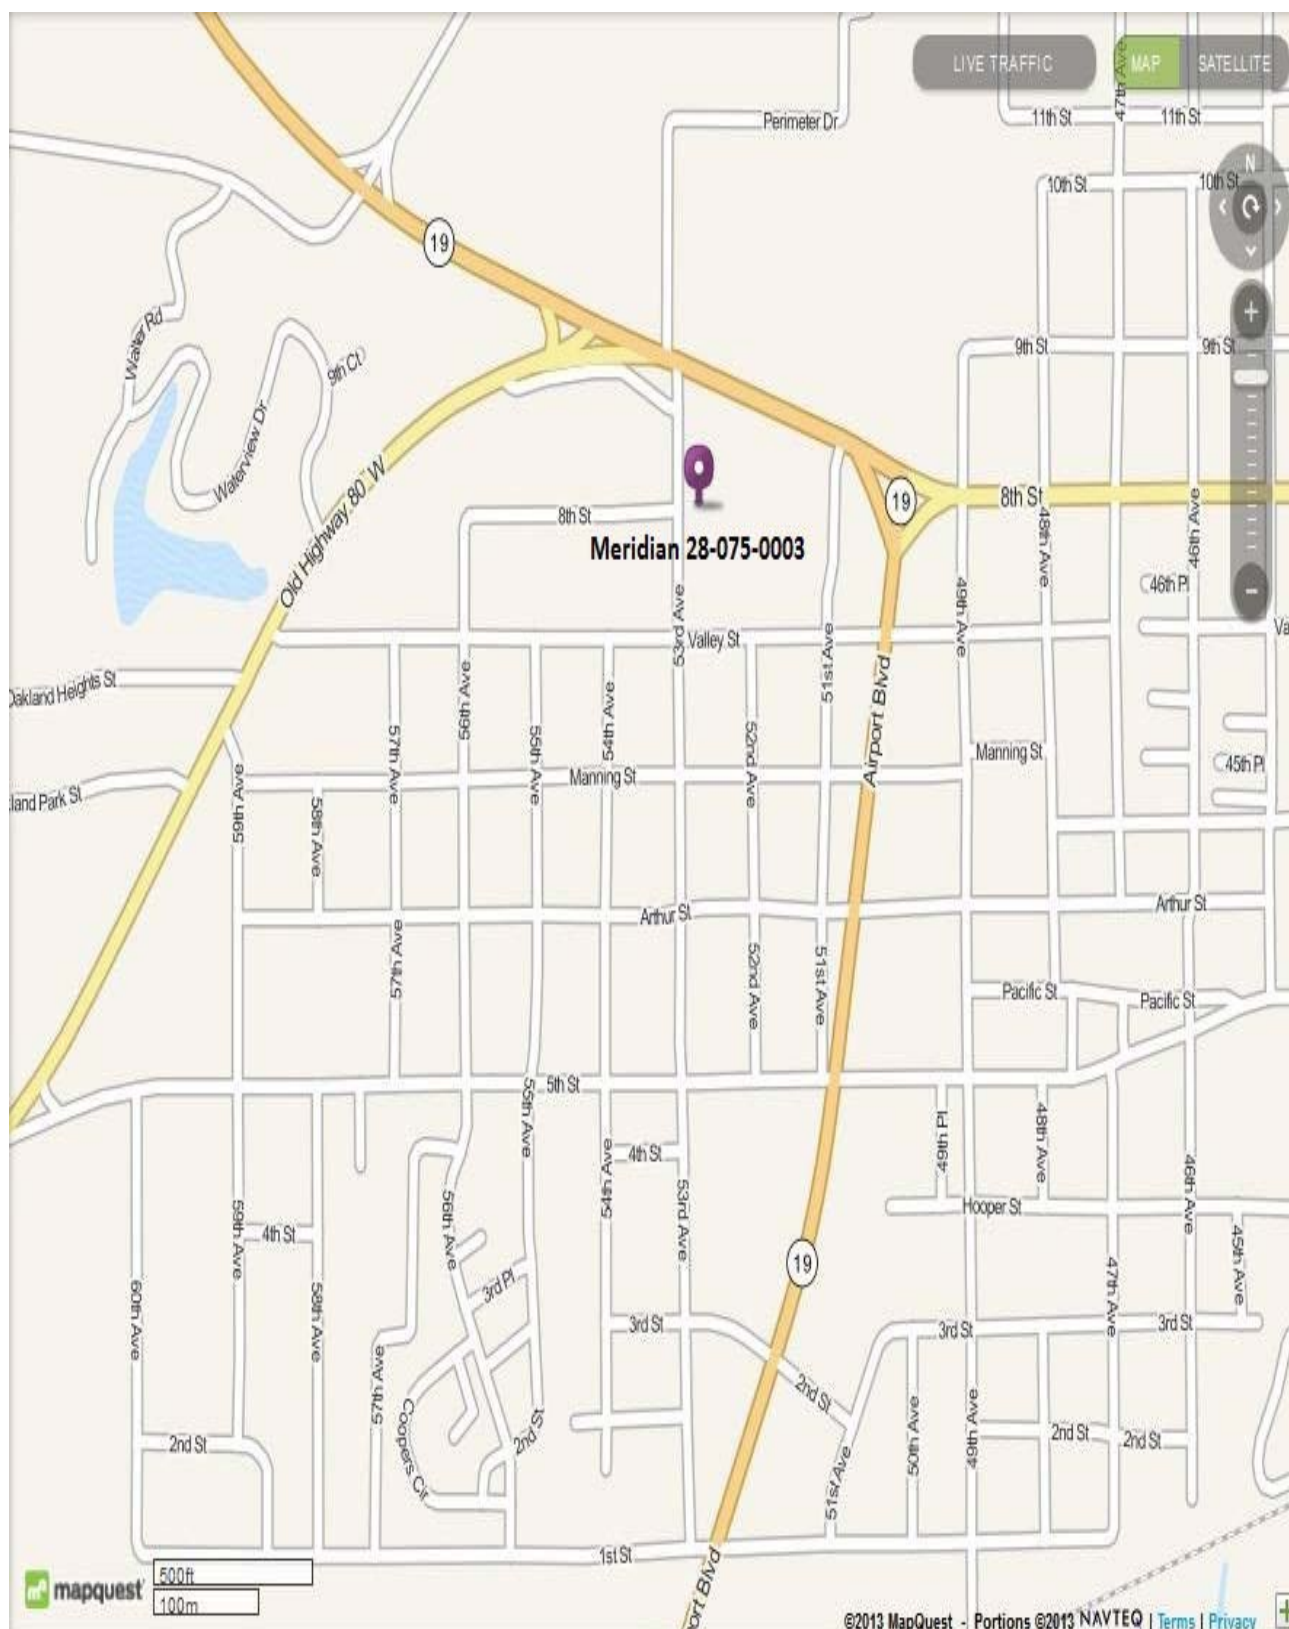 LIVE TRAFFIC
MAP
SATELLITE
47th Ave
Perimeter Dr
11th St
11th St
N
10th St
10th St
19
Walter Rd
9th Ct
9th St
9th St
Waterview Dr
Old Highway 80 W
8th St
19
8th St
48th Ave
46th Ave
Meridian 28-075-0003
46th Pl
49th Ave
53rd Ave
Valley St
51st Ave
Va
Oakland Heights St
56th Ave
54th Ave
Airport Blvd
57th Ave
55th Ave
52nd Ave
Manning St
Manning St
45th Pl
land Park St
59th Ave
58th Ave
Arthur St
Arthur St
57th Ave
52nd Ave
51st Ave
Pacific St
Pacific St
5th St
55th Ave
49th Pl
48th Ave
4th St
54th Ave
53rd Ave
46th Ave
56th Ave
59th Ave
4th St
Hooper St
45th Ave
19
3rd Pl
60th Ave
58th Ave
47th Ave
3rd St
3rd St
3rd St
57th Ave
Coopers Cir
2nd St
2nd St
2nd St
50th Ave
49th Ave
2nd St
2nd St
51st Ave
1st St
mapquest
500ft
100m
port Blvd
©2013 MapQuest - Portions ©2013 NAVTEQ | Terms | Privacy